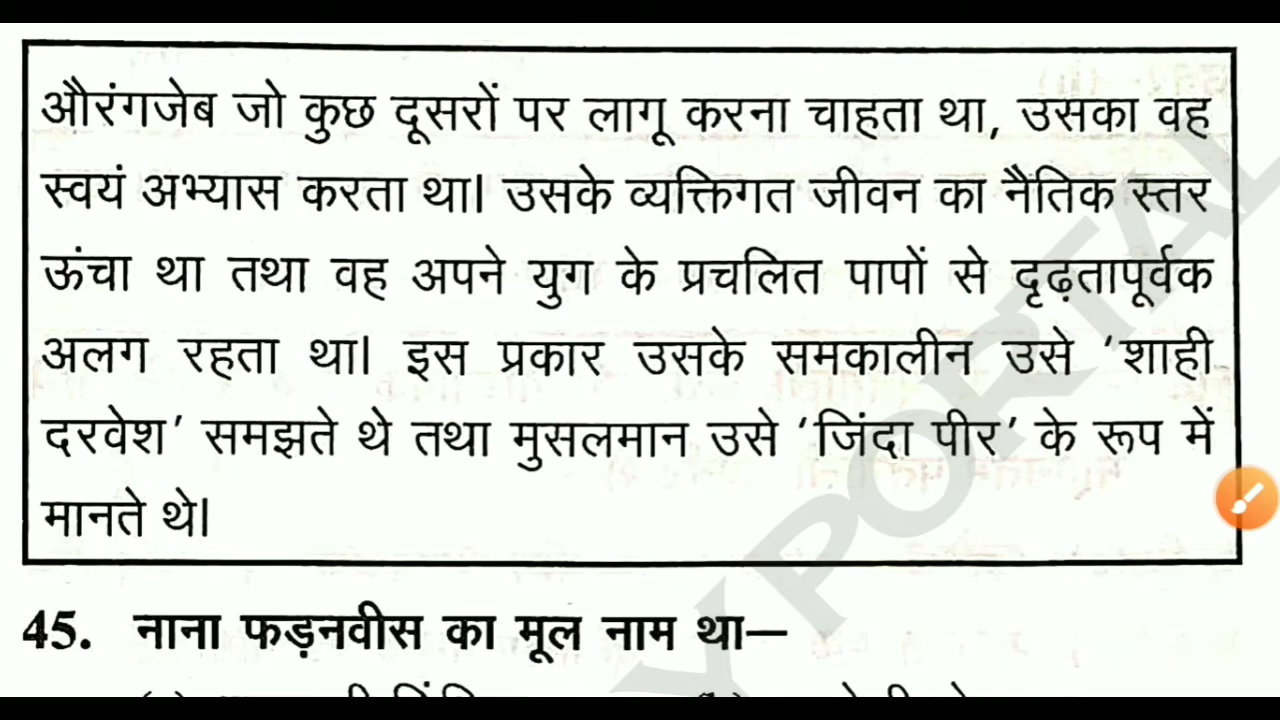 औरंगजेब जो कुछ दूसरों पर लागू करना चाहता था, उसका वह
स्वयं अभ्यास करता था। उसके व्यक्तिगत जीवन का नैतिक स्तर
ऊंचा था तथा वह अपने युग के प्रचलित पापों से दृढ़तापूर्वक
अलग रहता था। इस प्रकार उसके समकालीन उसे 'शाही
दरवेश' समझते थे तथा मुसलमान उसे 'जिंदा पीर' के रूप में
मानते थे।
45. नाना फड़नवीस का मूल नाम था—
Y PORTAL